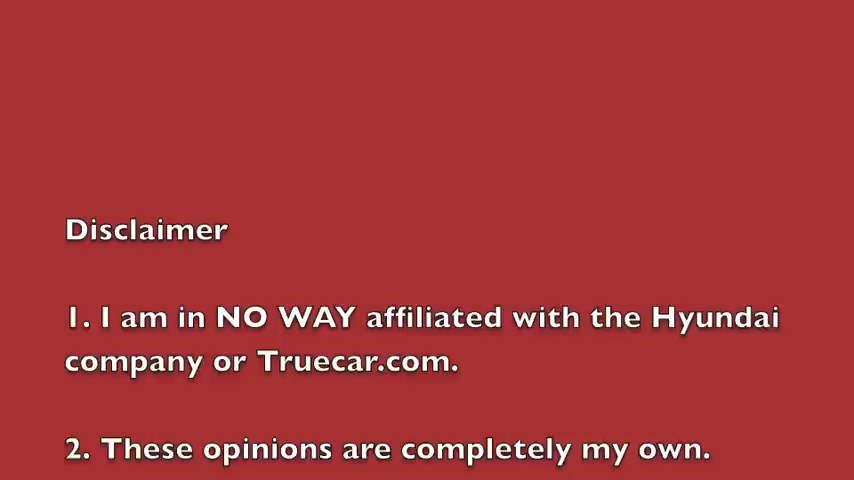 Disclaimer
1. I am in NO WAY affiliated with the Hyundai
company or Truecar.com.
2. These opinions are completely my own.